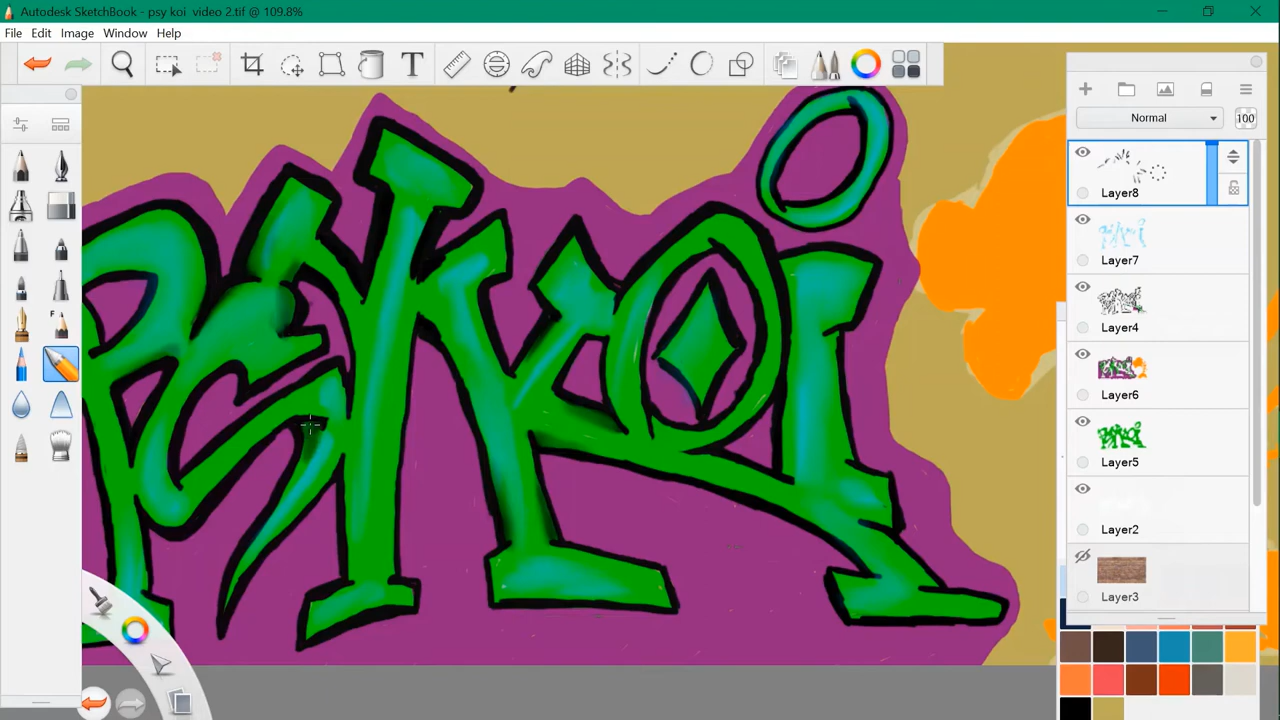 Autodesk SketchBook - psy koi video 2.tif @ 109.8%
File Edit Image Window Help
T
Normal 100
Layer8
Layer7
Layer4
Layer6
F
Layer5
Layer2
Layer3
KOi